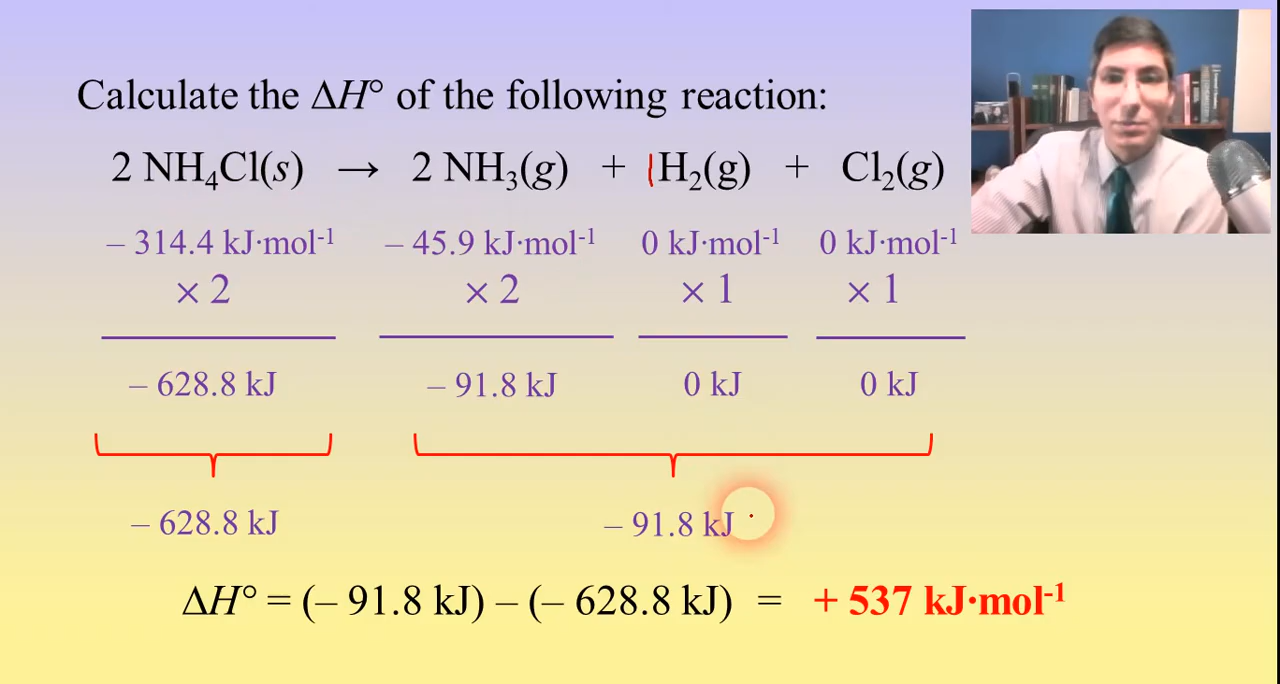 Calculate the ΔH° of the following reaction:
2 NH₄Cl(s) → 2 NH₃(g) + 1H₂(g) + Cl₂(g)
– 314.4 kJ·mol⁻¹ – 45.9 kJ·mol⁻¹ 0 kJ·mol⁻¹ 0 kJ·mol⁻¹
× 2 × 2 × 1 × 1
– 628.8 kJ – 91.8 kJ 0 kJ 0 kJ
– 628.8 kJ – 91.8 kJ
ΔH° = (– 91.8 kJ) – (– 628.8 kJ) = + 537 kJ·mol⁻¹